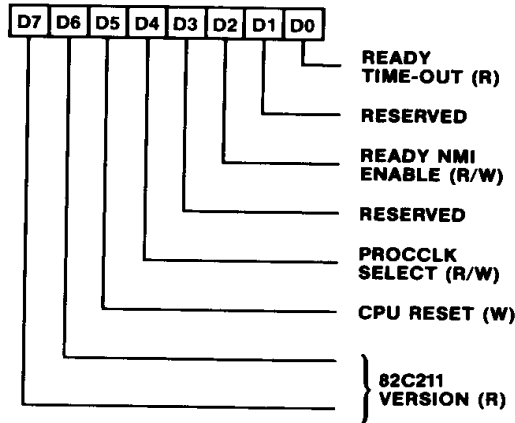 D7 D6 D5 D4 D3 D2 D1 D0
READY
TIME-OUT (R)
RESERVED
READY NMI
ENABLE (R/W)
RESERVED
PROCCLK
SELECT (R/W)
CPU RESET (W)
82C211
VERSION (R)